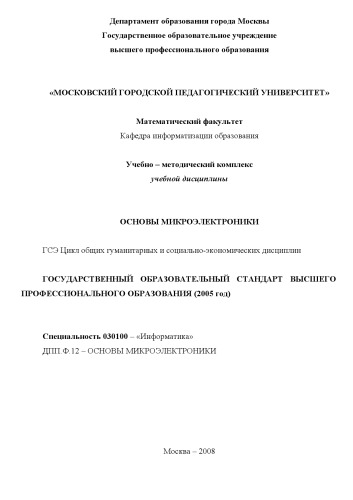 Департамент образования города Москвы
Государственное образовательное учреждение
высшего профессионального образования
«МОСКОВСКИЙ ГОРОДСКОЙ ПЕДАГОГИЧЕСКИЙ УНИВЕРСИТЕТ»
Математический факультет
Кафедра информатизации образования
Учебно – методический комплекс
учебной дисциплины
ОСНОВЫ МИКРОЭЛЕКТРОНИКИ
ГСЭ Цикл общих гуманитарных и социально-экономических дисциплин
ГОСУДАРСТВЕННЫЙ ОБРАЗОВАТЕЛЬНЫЙ СТАНДАРТ ВЫСШЕГО
ПРОФЕССИОНАЛЬНОГО ОБРАЗОВАНИЯ (2005 год)
Специальность 030100 – «Информатика»
ДПП.Ф.12 – ОСНОВЫ МИКРОЭЛЕКТРОНИКИ
Москва – 2008